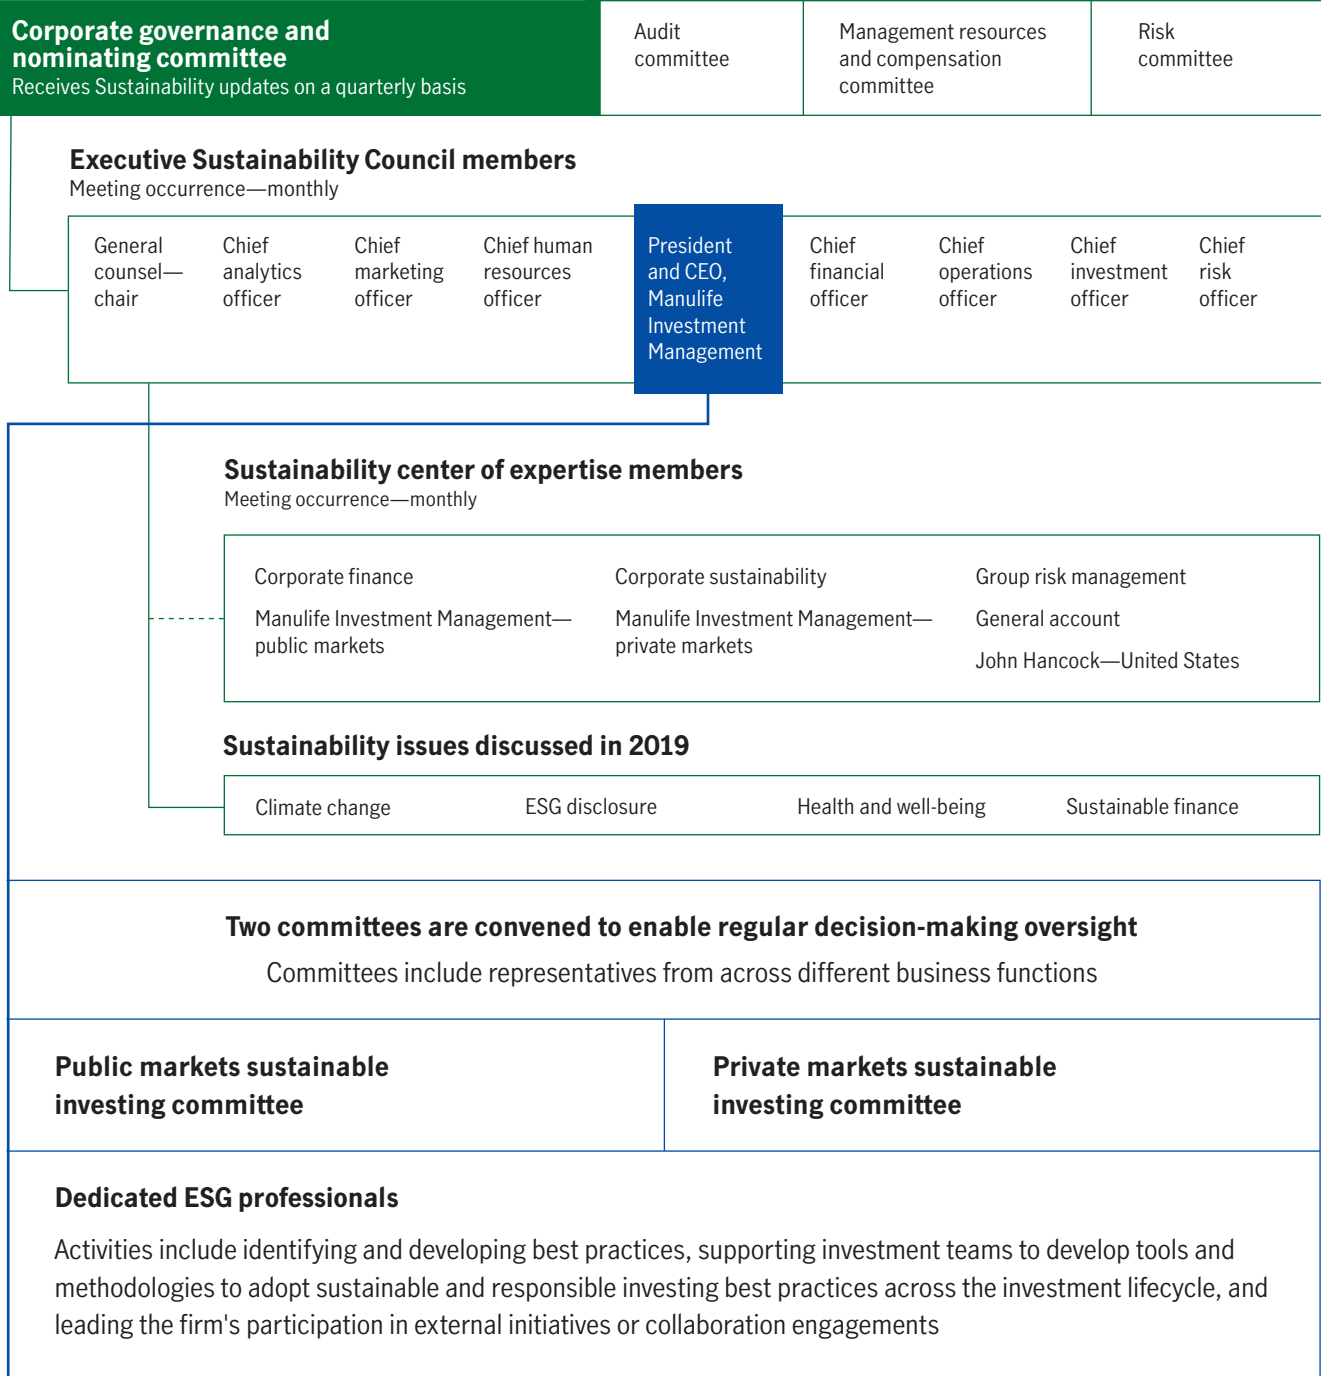 Corporate governance and
nominating committee
Receives Sustainability updates on a quarterly basis
Audit
committee
Management resources
and compensation
committee
Risk
committee
Executive Sustainability Council members
Meeting occurrence—monthly
General
counsel—
chair
Chief
analytics
officer
Chief
marketing
officer
Chief human
resources
officer
President
and CEO,
Manulife
Investment
Management
Chief
financial
officer
Chief
operations
officer
Chief
investment
officer
Chief
risk
officer
Sustainability center of expertise members
Meeting occurrence—monthly
Corporate finance
Manulife Investment Management—
public markets
Corporate sustainability
Manulife Investment Management—
private markets
Group risk management
General account
John Hancock—United States
Sustainability issues discussed in 2019
Climate change
ESG disclosure
Health and well-being
Sustainable finance
Two committees are convened to enable regular decision-making oversight
Committees include representatives from across different business functions
Public markets sustainable
investing committee
Private markets sustainable
investing committee
Dedicated ESG professionals
Activities include identifying and developing best practices, supporting investment teams to develop tools and
methodologies to adopt sustainable and responsible investing best practices across the investment lifecycle, and
leading the firm's participation in external initiatives or collaboration engagements